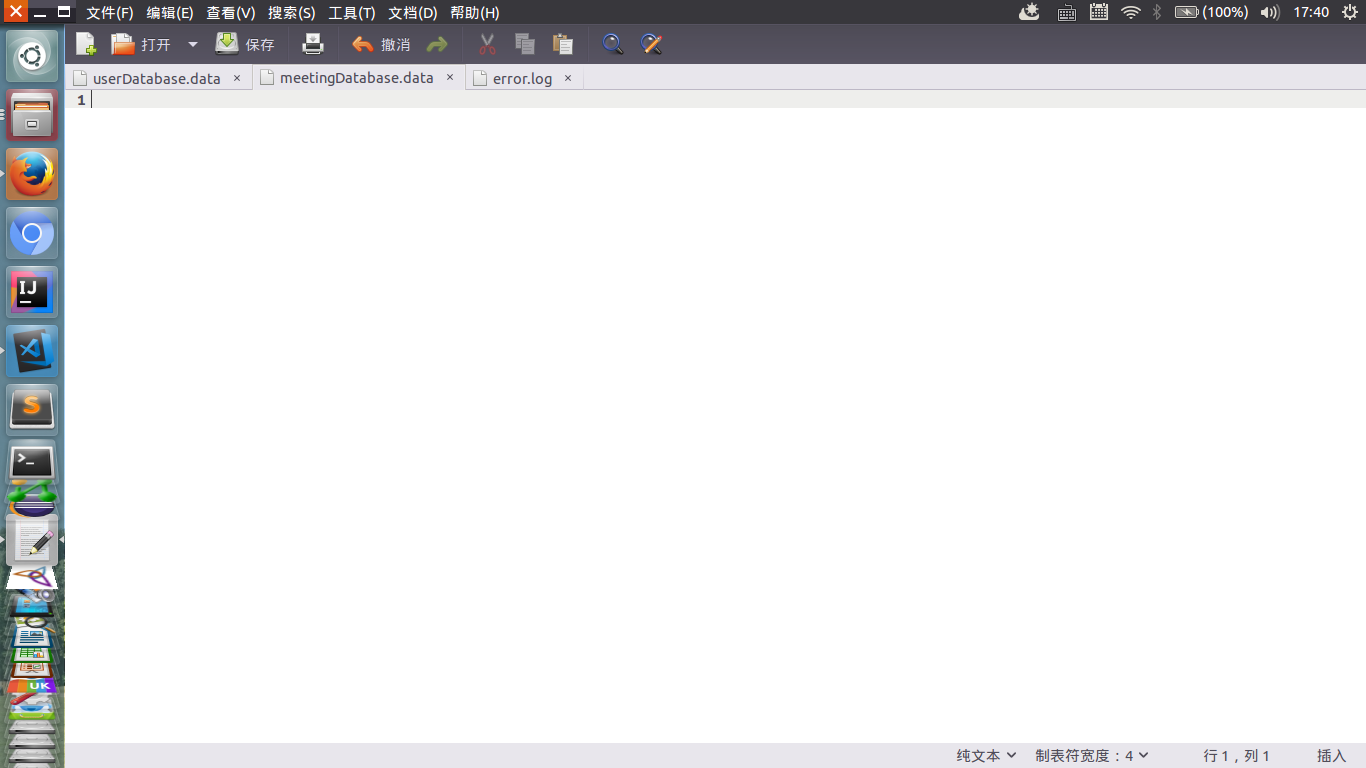 文件(F) 编辑(E) 查看(V) 搜索(S) 工具(T) 文档(D) 帮助(H) (100%) 17:40
打开 保存 撤消
userDatabase.data × meetingDatabase.data × error.log ×
1
IJ
S
>_
UK
纯文本 制表符宽度：4 行 1，列 1 插入